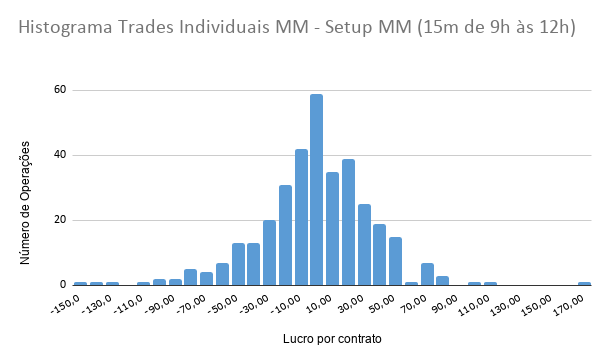 Histograma Trades Individuais MM - Setup MM (15m de 9h às 12h)
Número de Operações
60
40
20
0
-150,0 -130,0 -110,0 -90,00 -70,00 -50,00 -30,00 -10,00 10,00 30,00 50,00 70,00 90,00 110,00 130,00 150,00 170,00
Lucro por contrato